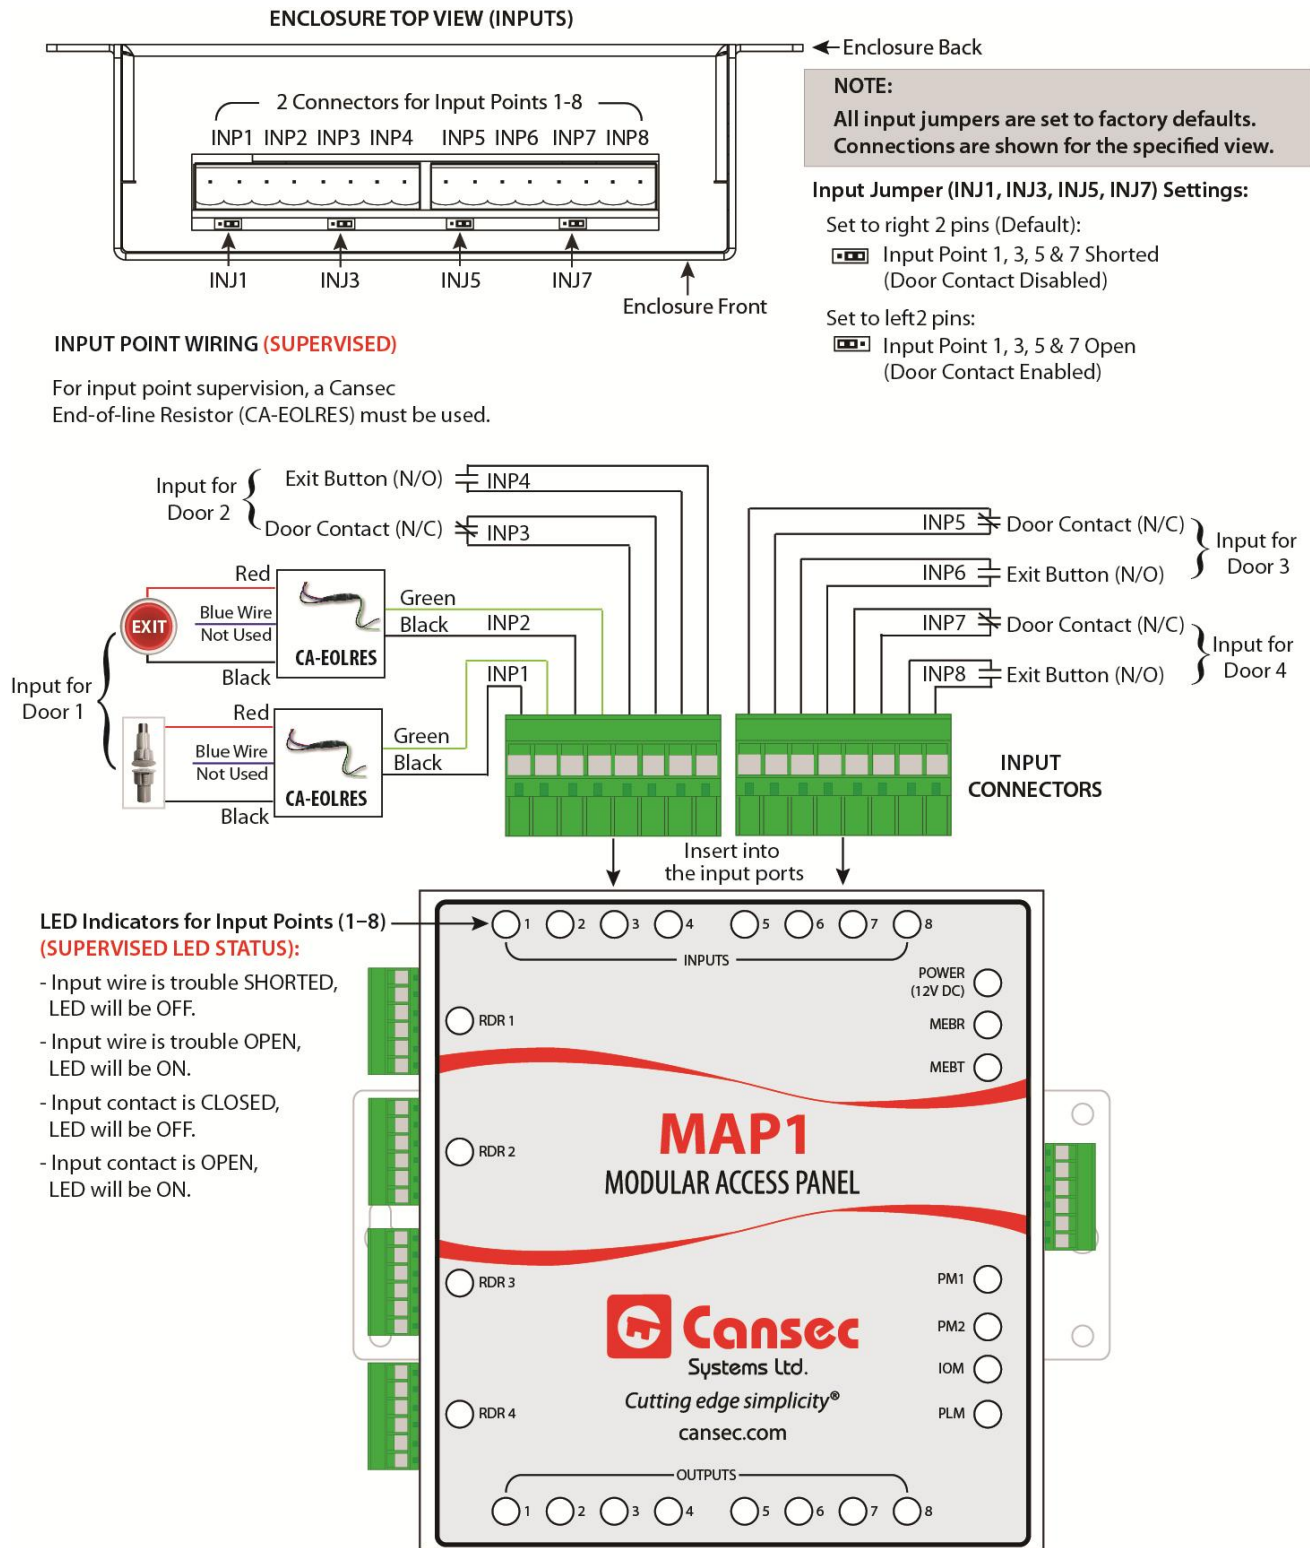 ENCLOSURE TOP VIEW (INPUTS)
Enclosure Back
2 Connectors for Input Points 1-8
INP1 INP2 INP3 INP4 INP5 INP6 INP7 INP8
INJ1 INJ3 INJ5 INJ7
Enclosure Front
NOTE:
All input jumpers are set to factory defaults.
Connections are shown for the specified view.
Input Jumper (INJ1, INJ3, INJ5, INJ7) Settings:
Set to right 2 pins (Default):
Input Point 1, 3, 5 & 7 Shorted
(Door Contact Disabled)
Set to left2 pins:
Input Point 1, 3, 5 & 7 Open
(Door Contact Enabled)
INPUT POINT WIRING (SUPERVISED)
For input point supervision, a Cansec
End-of-line Resistor (CA-EOLRES) must be used.
Input for
Door 2
Exit Button (N/O)
INP4
Door Contact (N/C)
INP3
Input for
Door 1
EXIT
Red
Blue Wire
Not Used
Black
CA-EOLRES
Green
Black
INP2
Red
Blue Wire
Not Used
Black
CA-EOLRES
Green
Black
INP1
INP5
Door Contact (N/C)
INP6
Exit Button (N/O)
Input for
Door 3
INP7
Door Contact (N/C)
INP8
Exit Button (N/O)
Input for
Door 4
INPUT
CONNECTORS
Insert into
the input ports
LED Indicators for Input Points (1–8)
(SUPERVISED LED STATUS):
- Input wire is trouble SHORTED,
LED will be OFF.
- Input wire is trouble OPEN,
LED will be ON.
- Input contact is CLOSED,
LED will be OFF.
- Input contact is OPEN,
LED will be ON.
1 2 3 4 5 6 7 8
INPUTS
POWER
(12V DC)
MEBR
MEBT
RDR 1
RDR 2
RDR 3
RDR 4
MAP1
MODULAR ACCESS PANEL
PM1
PM2
IOM
PLM
Cansec
Systems Ltd.
Cutting edge simplicity®
cansec.com
OUTPUTS
1 2 3 4 5 6 7 8